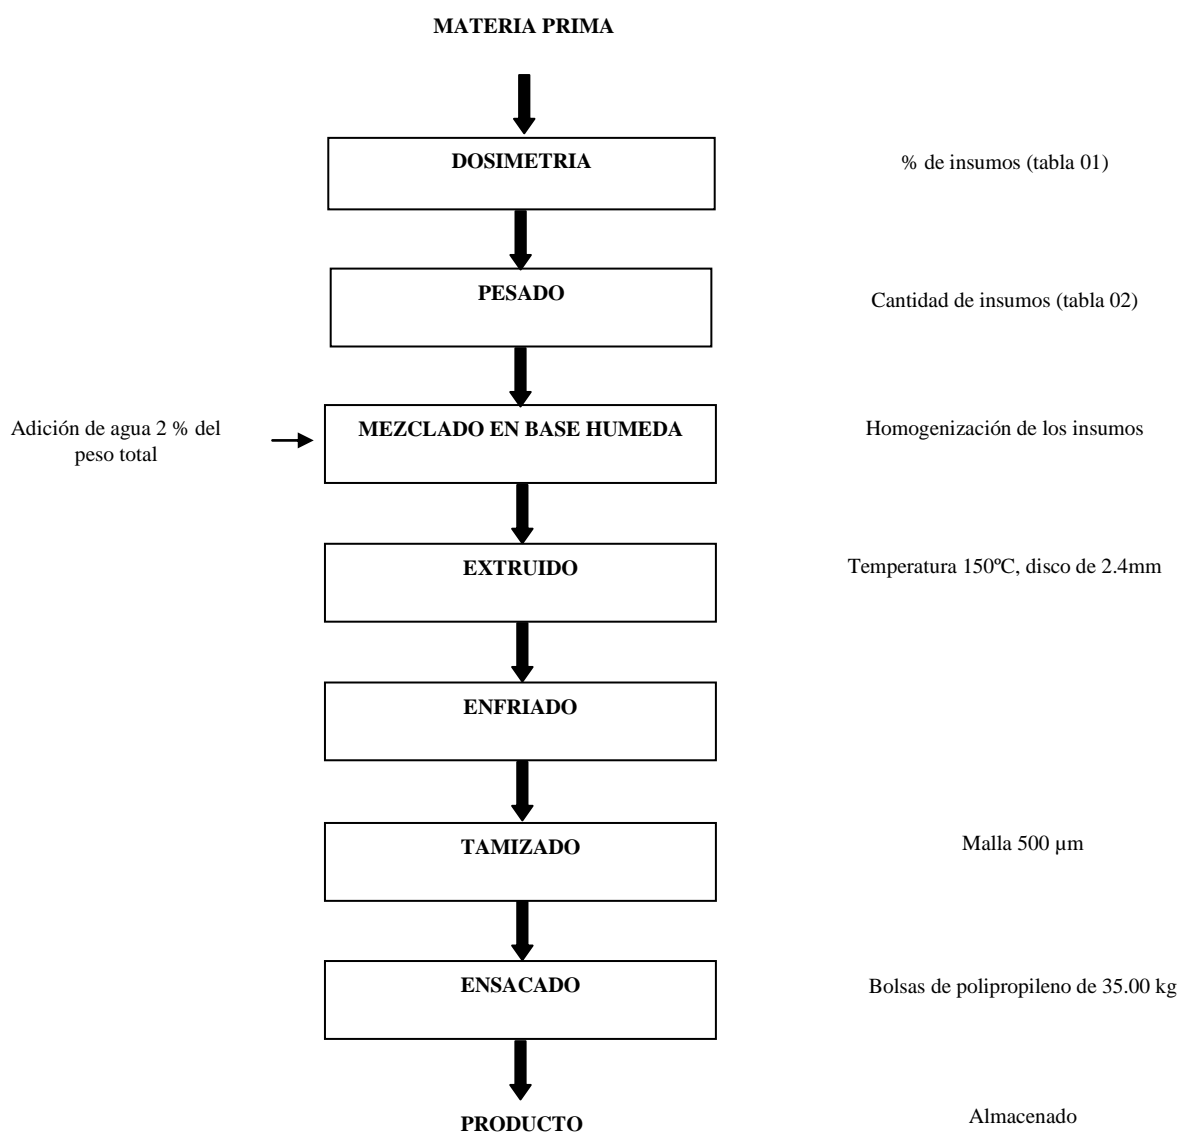 MATERIA PRIMA
DOSIMETRIA
% de insumos (tabla 01)
PESADO
Cantidad de insumos (tabla 02)
Adición de agua 2 % del
peso total
MEZCLADO EN BASE HUMEDA
Homogenización de los insumos
EXTRUIDO
Temperatura 150ºC, disco de 2.4mm
ENFRIADO
TAMIZADO
Malla 500 µm
ENSACADO
Bolsas de polipropileno de 35.00 kg
PRODUCTO
Almacenado